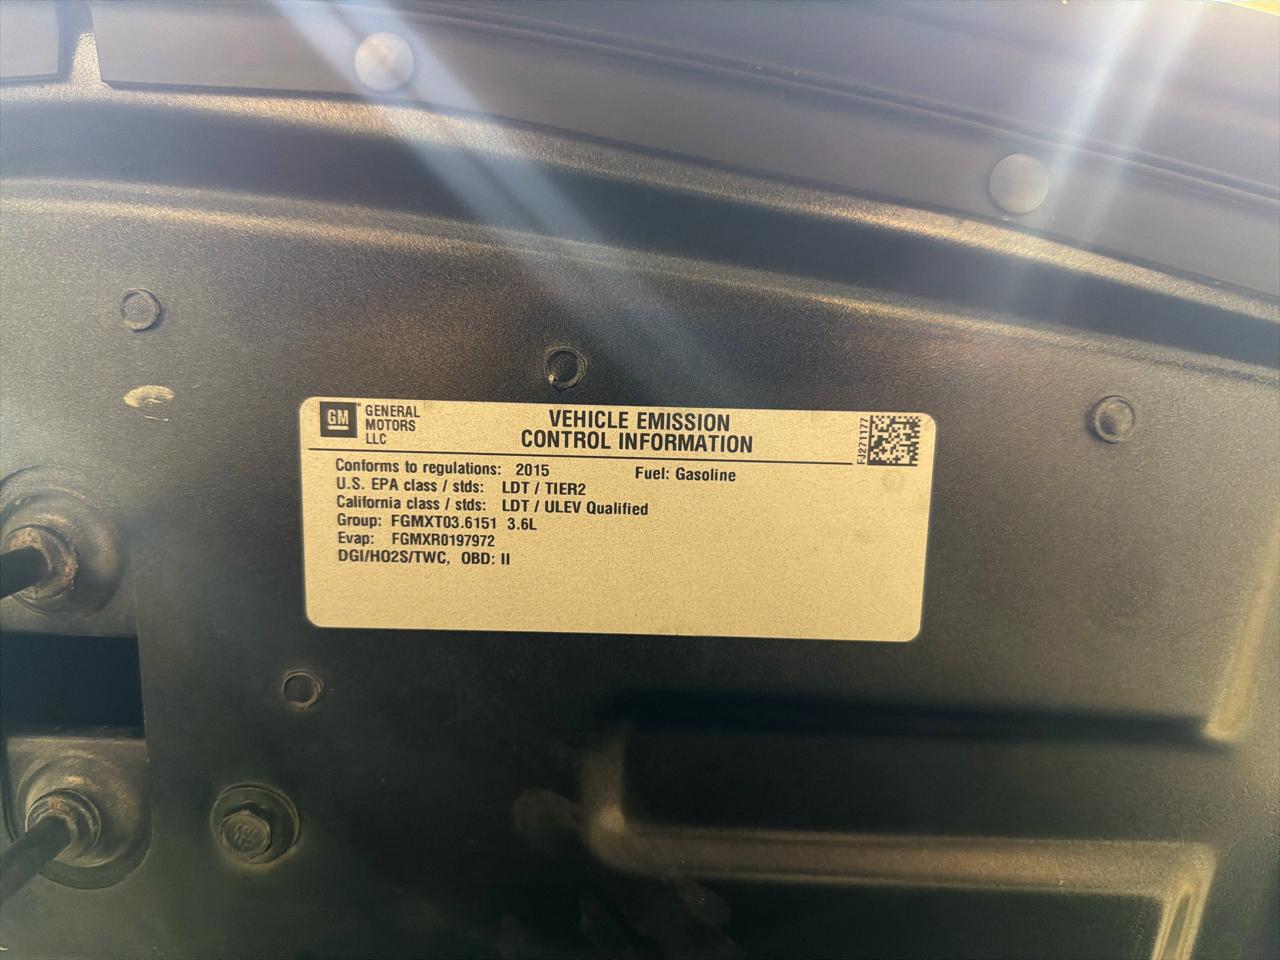 GM
GENERAL
MOTORS
LLC
VEHICLE EMISSION
CONTROL INFORMATION
FJ271177
Conforms to regulations: 2015 Fuel: Gasoline
U.S. EPA class / stds: LDT / TIER2
California class / stds: LDT / ULEV Qualified
Group: FGMXT03.6151 3.6L
Evap: FGMXR0197972
DGI/HO2S/TWC, OBD: II